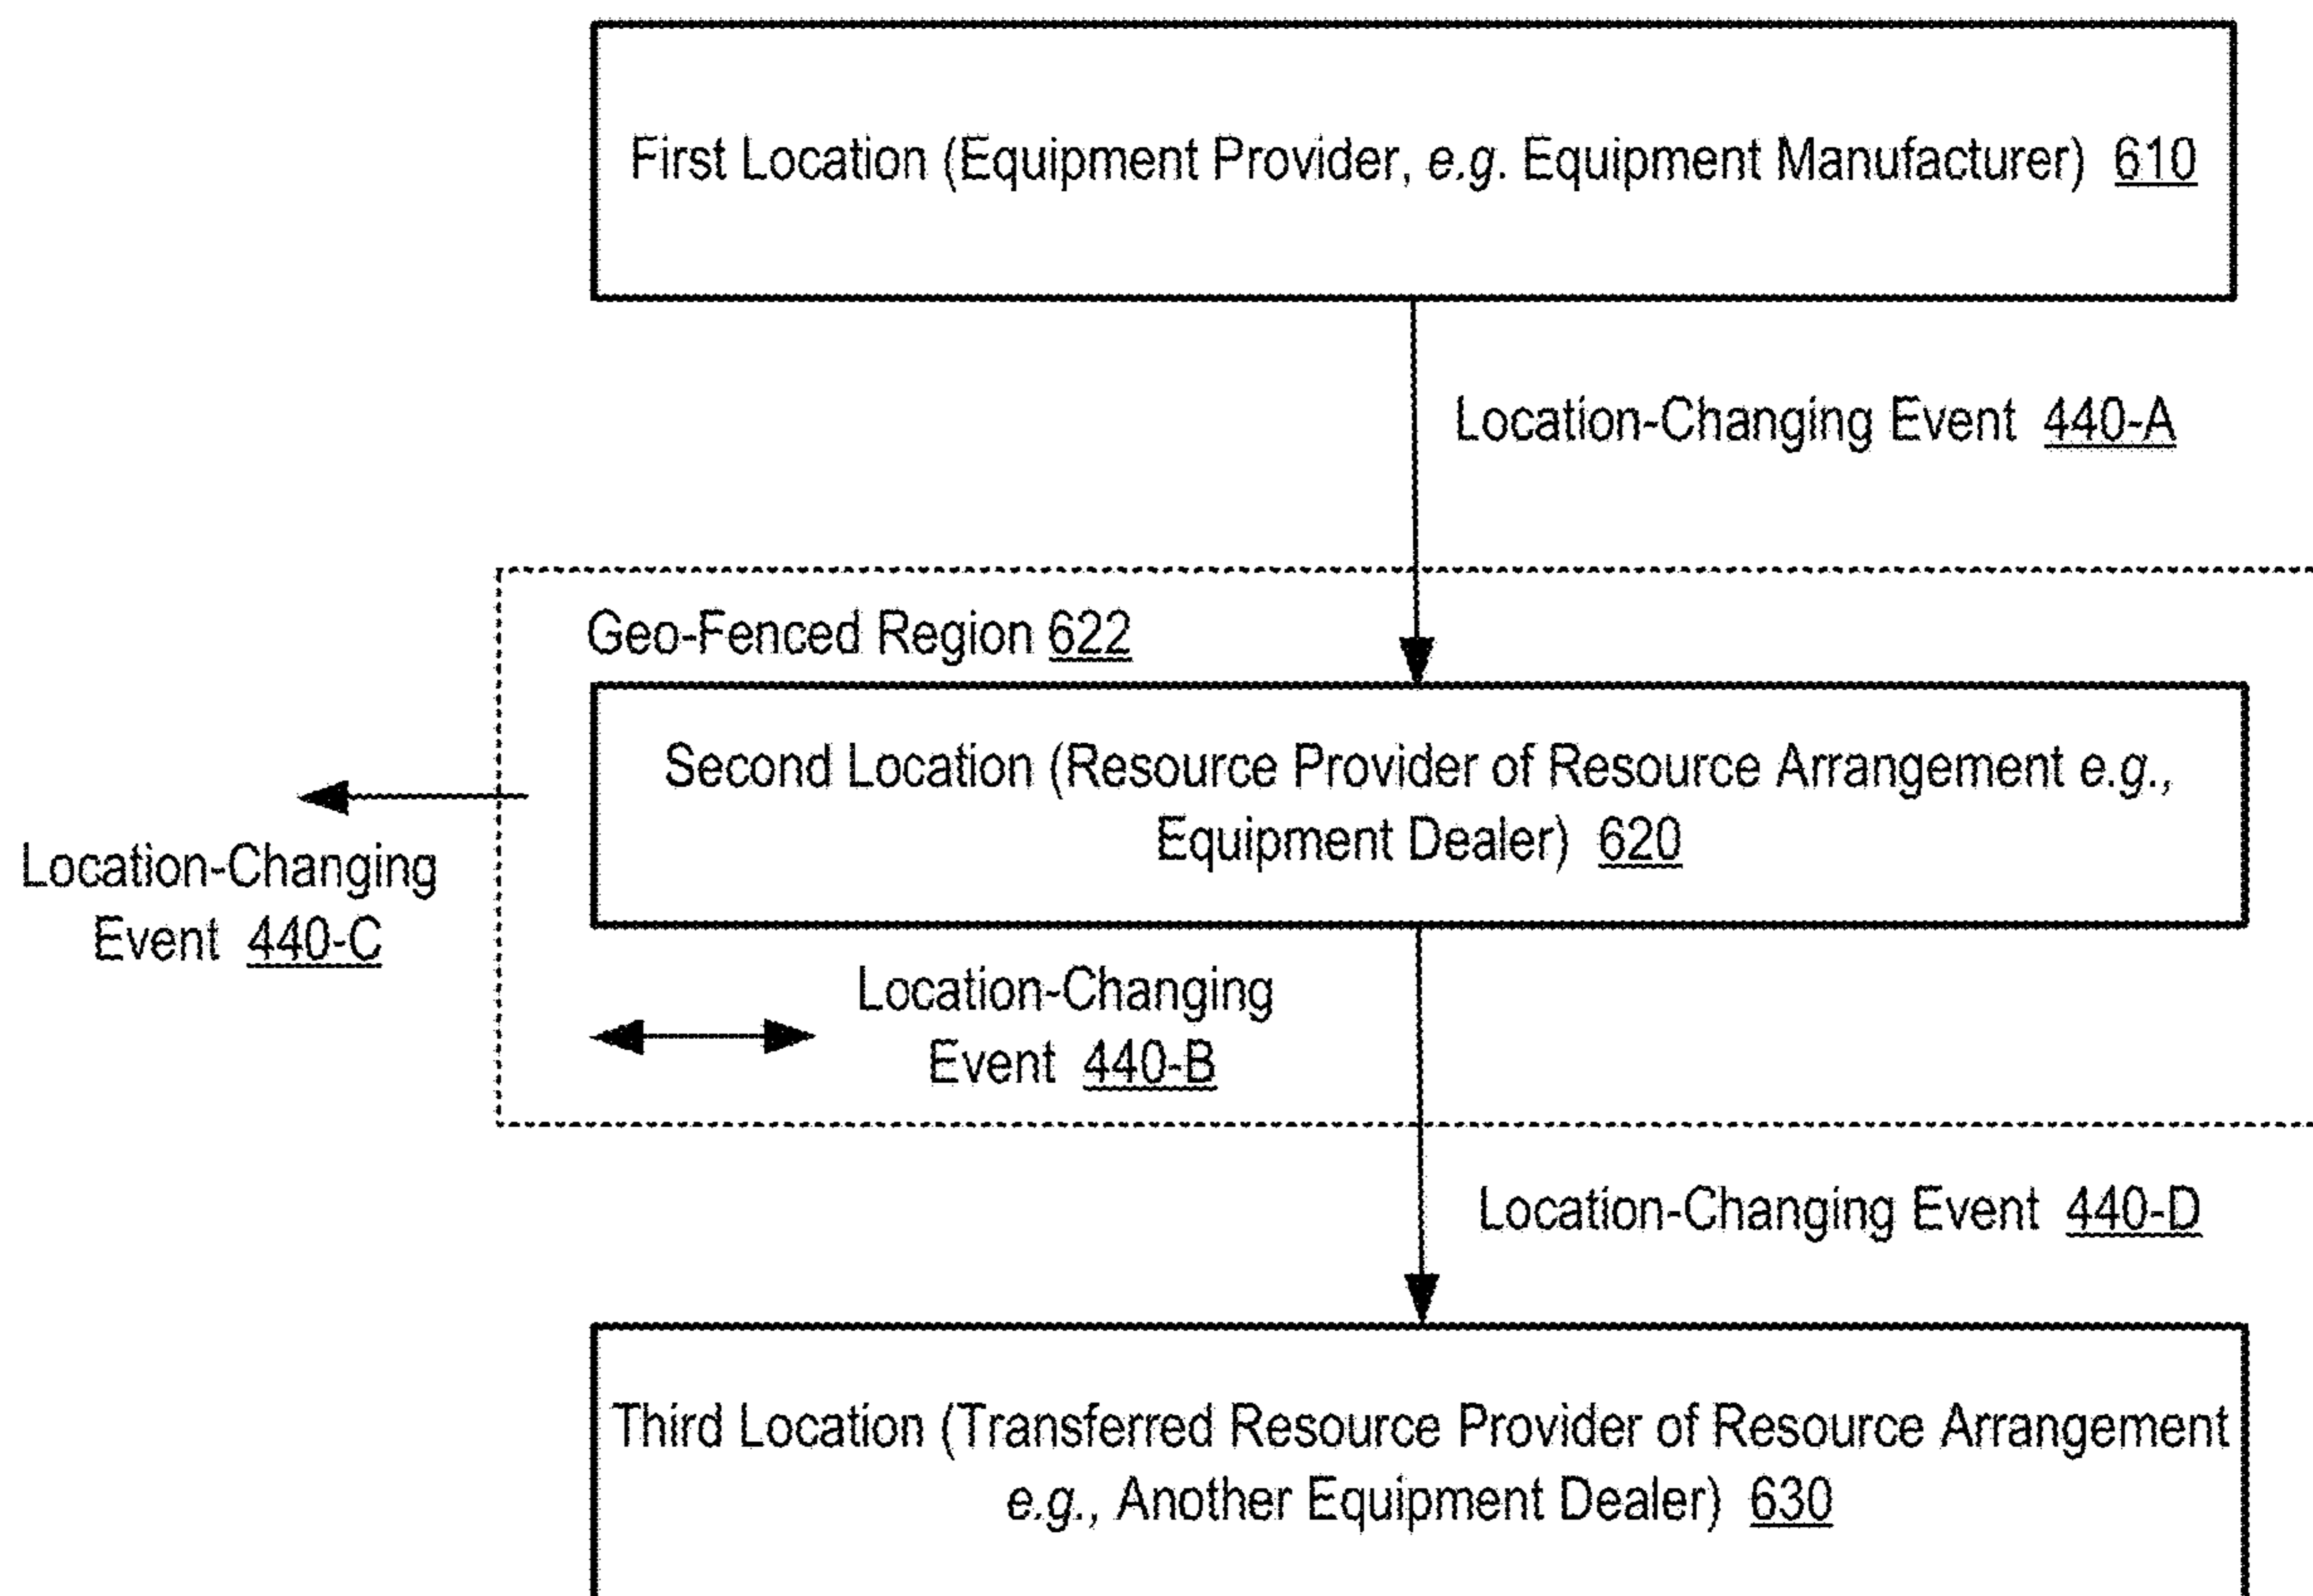 First Location (Equipment Provider, e.g. Equipment Manufacturer) 610
Location-Changing Event 440-A
Geo-Fenced Region 622
Second Location (Resource Provider of Resource Arrangement e.g.,
Equipment Dealer) 620
Location-Changing
Event 440-C
Location-Changing
Event 440-B
Location-Changing Event 440-D
Third Location (Transferred Resource Provider of Resource Arrangement
e.g., Another Equipment Dealer) 630